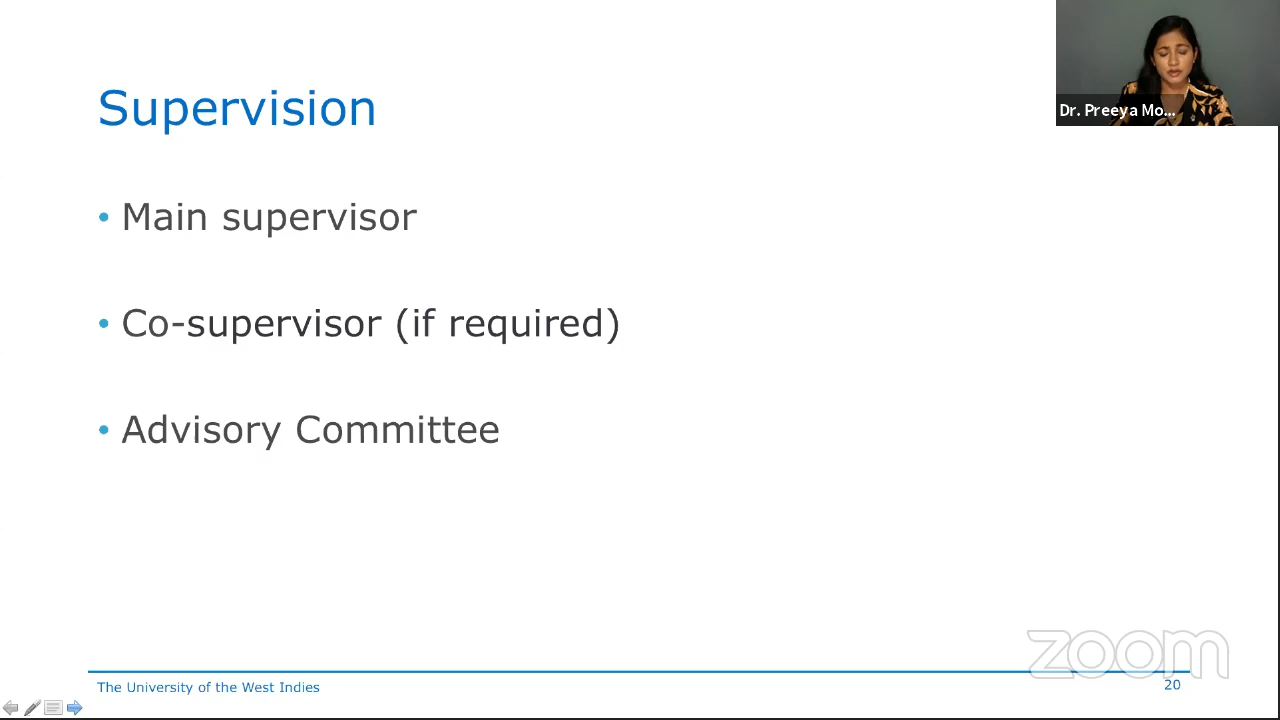 Supervision
Dr. Preeya Mo...
• Main supervisor
• Co-supervisor (if required)
• Advisory Committee
zoom
The University of the West Indies
20